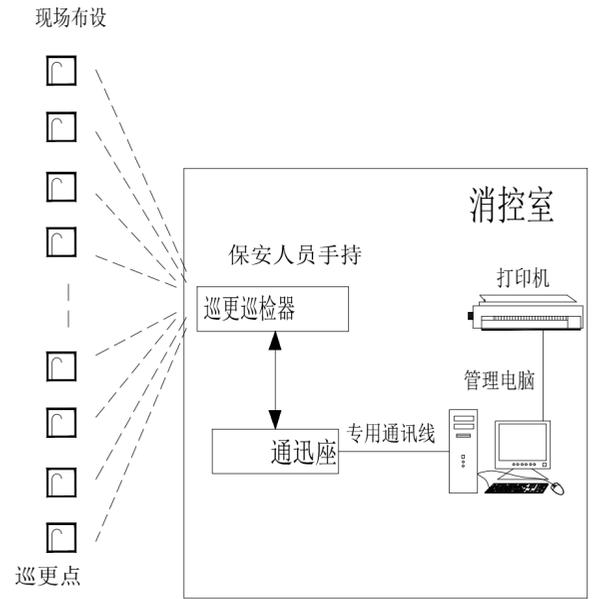 现场布设
消控室
保安人员手持
打印机
巡更巡检器
管理电脑
专用通讯线
通迅座
巡更点